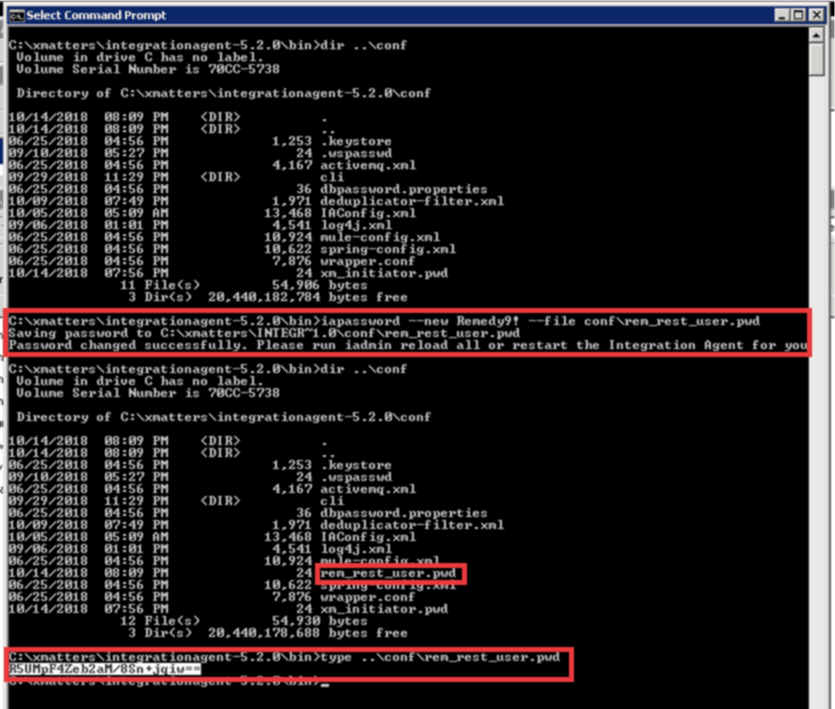 Select Command Prompt
C:\xmatters\integrationagent-5.2.0\bin>dir ..\conf
Volume in drive C has no label.
Volume Serial Number is 70CC-5738
Directory of C:\xmatters\integrationagent-5.2.0\conf
10/14/2018 08:09 PM <DIR> .
10/14/2018 08:09 PM <DIR> ..
06/25/2018 04:56 PM 1,253 .keystore
09/10/2018 05:27 PM 24 .wspasswd
06/25/2018 04:56 PM 4,167 activemq.xml
09/29/2018 11:29 PM <DIR> cli
06/25/2018 04:56 PM 36 dbpassword.properties
10/09/2018 07:49 PM 1,971 deduplicator-filter.xml
10/05/2018 05:09 AM 13,468 IAConfig.xml
09/06/2018 01:01 PM 4,541 log4j.xml
06/25/2018 04:56 PM 10,924 mule-config.xml
06/25/2018 04:56 PM 10,622 spring-config.xml
06/25/2018 04:56 PM 7,876 wrapper.conf
10/14/2018 07:56 PM 24 xm_initiator.pwd
11 File(s) 54,906 bytes
3 Dir(s) 20,440,182,784 bytes free
C:\xmatters\integrationagent-5.2.0\bin>iapassword --new Remedy9! --file conf\rem_rest_user.pwd
Saving password to C:\xmatters\INTEGR~1.0\conf\rem_rest_user.pwd
Password changed successfully. Please run iadmin reload all or restart the Integration Agent for you
C:\xmatters\integrationagent-5.2.0\bin>dir ..\conf
Volume in drive C has no label.
Volume Serial Number is 70CC-5738
Directory of C:\xmatters\integrationagent-5.2.0\conf
10/14/2018 08:09 PM <DIR> .
10/14/2018 08:09 PM <DIR> ..
06/25/2018 04:56 PM 1,253 .keystore
09/10/2018 05:27 PM 24 .wspasswd
06/25/2018 04:56 PM 4,167 activemq.xml
09/29/2018 11:29 PM <DIR> cli
06/25/2018 04:56 PM 36 dbpassword.properties
10/09/2018 07:49 PM 1,971 deduplicator-filter.xml
10/05/2018 05:09 AM 13,468 IAConfig.xml
09/06/2018 01:01 PM 4,541 log4j.xml
06/25/2018 04:56 PM 10,924 mule-config.xml
10/14/2018 08:09 PM 24 rem_rest_user.pwd
06/25/2018 04:56 PM 10,622 spring-config.xml
06/25/2018 04:56 PM 7,876 wrapper.conf
10/14/2018 07:56 PM 24 xm_initiator.pwd
12 File(s) 54,930 bytes
3 Dir(s) 20,440,178,688 bytes free
C:\xmatters\integrationagent-5.2.0\bin>type ..\conf\rem_rest_user.pwd
R5UMpF4Zeb2aM/8Sn+jqiw==
C:\xmatters\integrationagent-5.2.0\bin>_